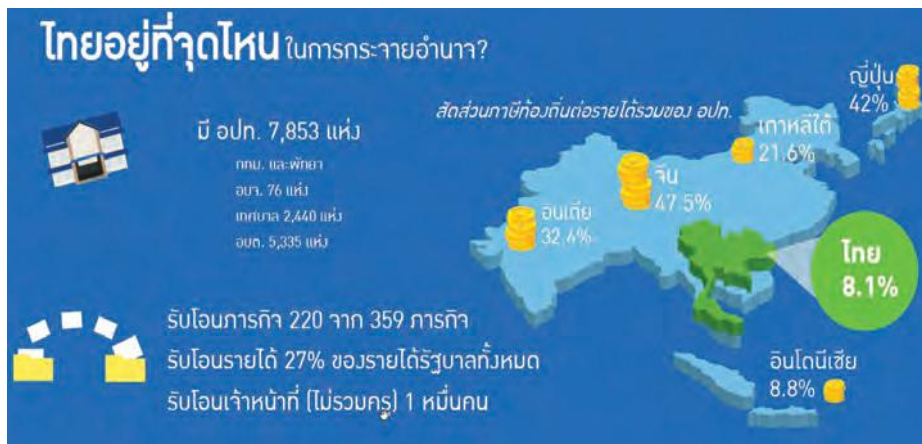 ไทยอยู่ที่จุดไหน ในการกระจายอำนาจ?
มี อปท. 7,853 แห่ง
กทม. และพัทยา
อบจ. 76 แห่ง
เทศบาล 2,440 แห่ง
อบต. 5,335 แห่ง
สัดส่วนภาษีท้องถิ่นต่อรายได้รวมของ อปท.
ญี่ปุ่น
42%
เกาหลีใต้
21.6%
จีน
47.5%
อินเดีย
32.4%
ไทย
8.1%
อินโดนีเซีย
8.8%
รับโอนภารกิจ 220 จาก 359 ภารกิจ
รับโอนรายได้ 27% ของรายได้รัฐบาลทั้งหมด
รับโอนเจ้าหน้าที่ (ไม่รวมครู) 1 หมื่นคน